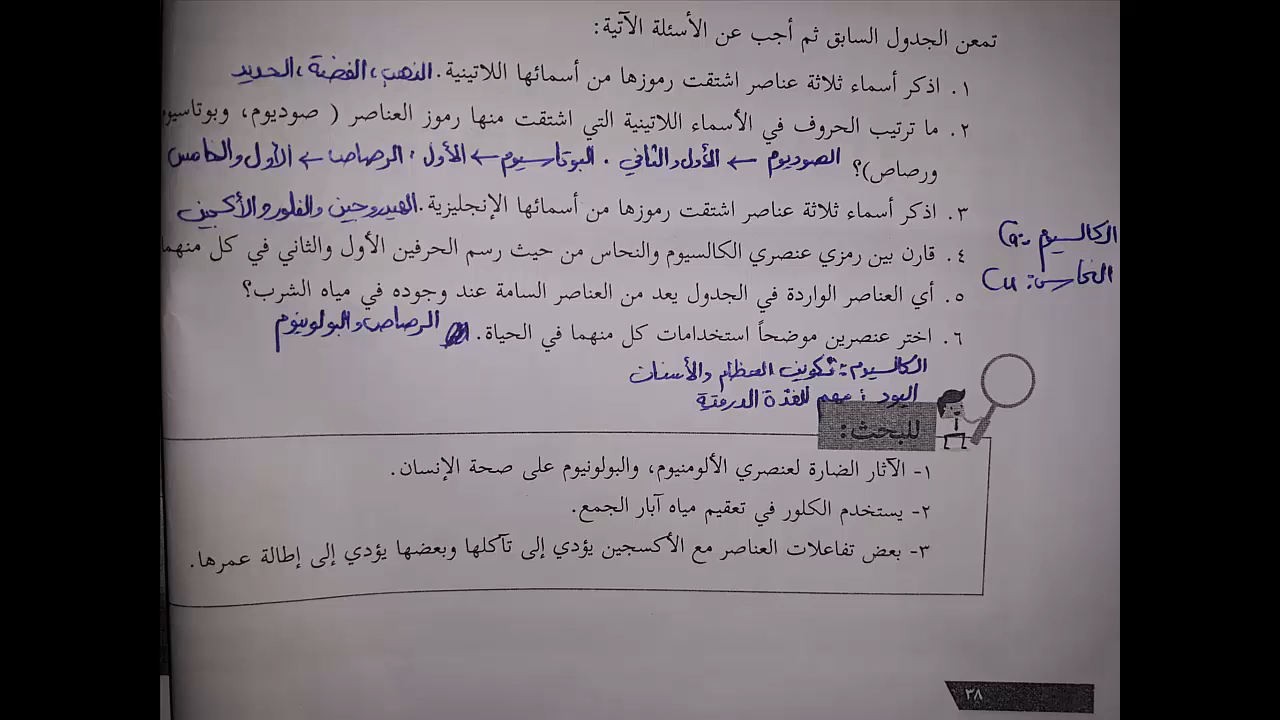 تمعن الجدول السابق ثم أجب عن الأسئلة الآتية:
١. اذكر أسماء ثلاثة عناصر اشتقت رموزها من أسمائها اللاتينية. الذهب، الفضة، الحديد
٢. ما ترتيب الحروف في الأسماء اللاتينية التي اشتقت منها رموز العناصر ( صوديوم، وبوتاسيو
ورصاص)؟ الصوديوم ← الأول والثاني . البوتاسيوم ← الأول . الرصاص ← الأول والخامس
٣. اذكر أسماء ثلاثة عناصر اشتقت رموزها من أسمائها الإنجليزية. الهيدروجين والفلور والأكسجين
الكالسيوم: Ca
٤. قارن بين رمزي عنصري الكالسيوم والنحاس من حيث رسم الحرفين الأول والثاني في كل منهما
النحاس: Cu
٥. أي العناصر الواردة في الجدول يعد من العناصر السامة عند وجوده في مياه الشرب؟
الرصاص والبولونيوم
٦. اختر عنصرين موضحاً استخدامات كل منهما في الحياة.
الكالسيوم: تكوين العظام والأسنان
اليود : مهم للغدة الدرقية
للبحث:
١- الآثار الضارة لعنصري الألومنيوم، والبولونيوم على صحة الإنسان.
٢- يستخدم الكلور في تعقيم مياه آبار الجمع.
٣- بعض تفاعلات العناصر مع الأكسجين يؤدي إلى تآكلها وبعضها يؤدي إلى إطالة عمرها.
٣٨